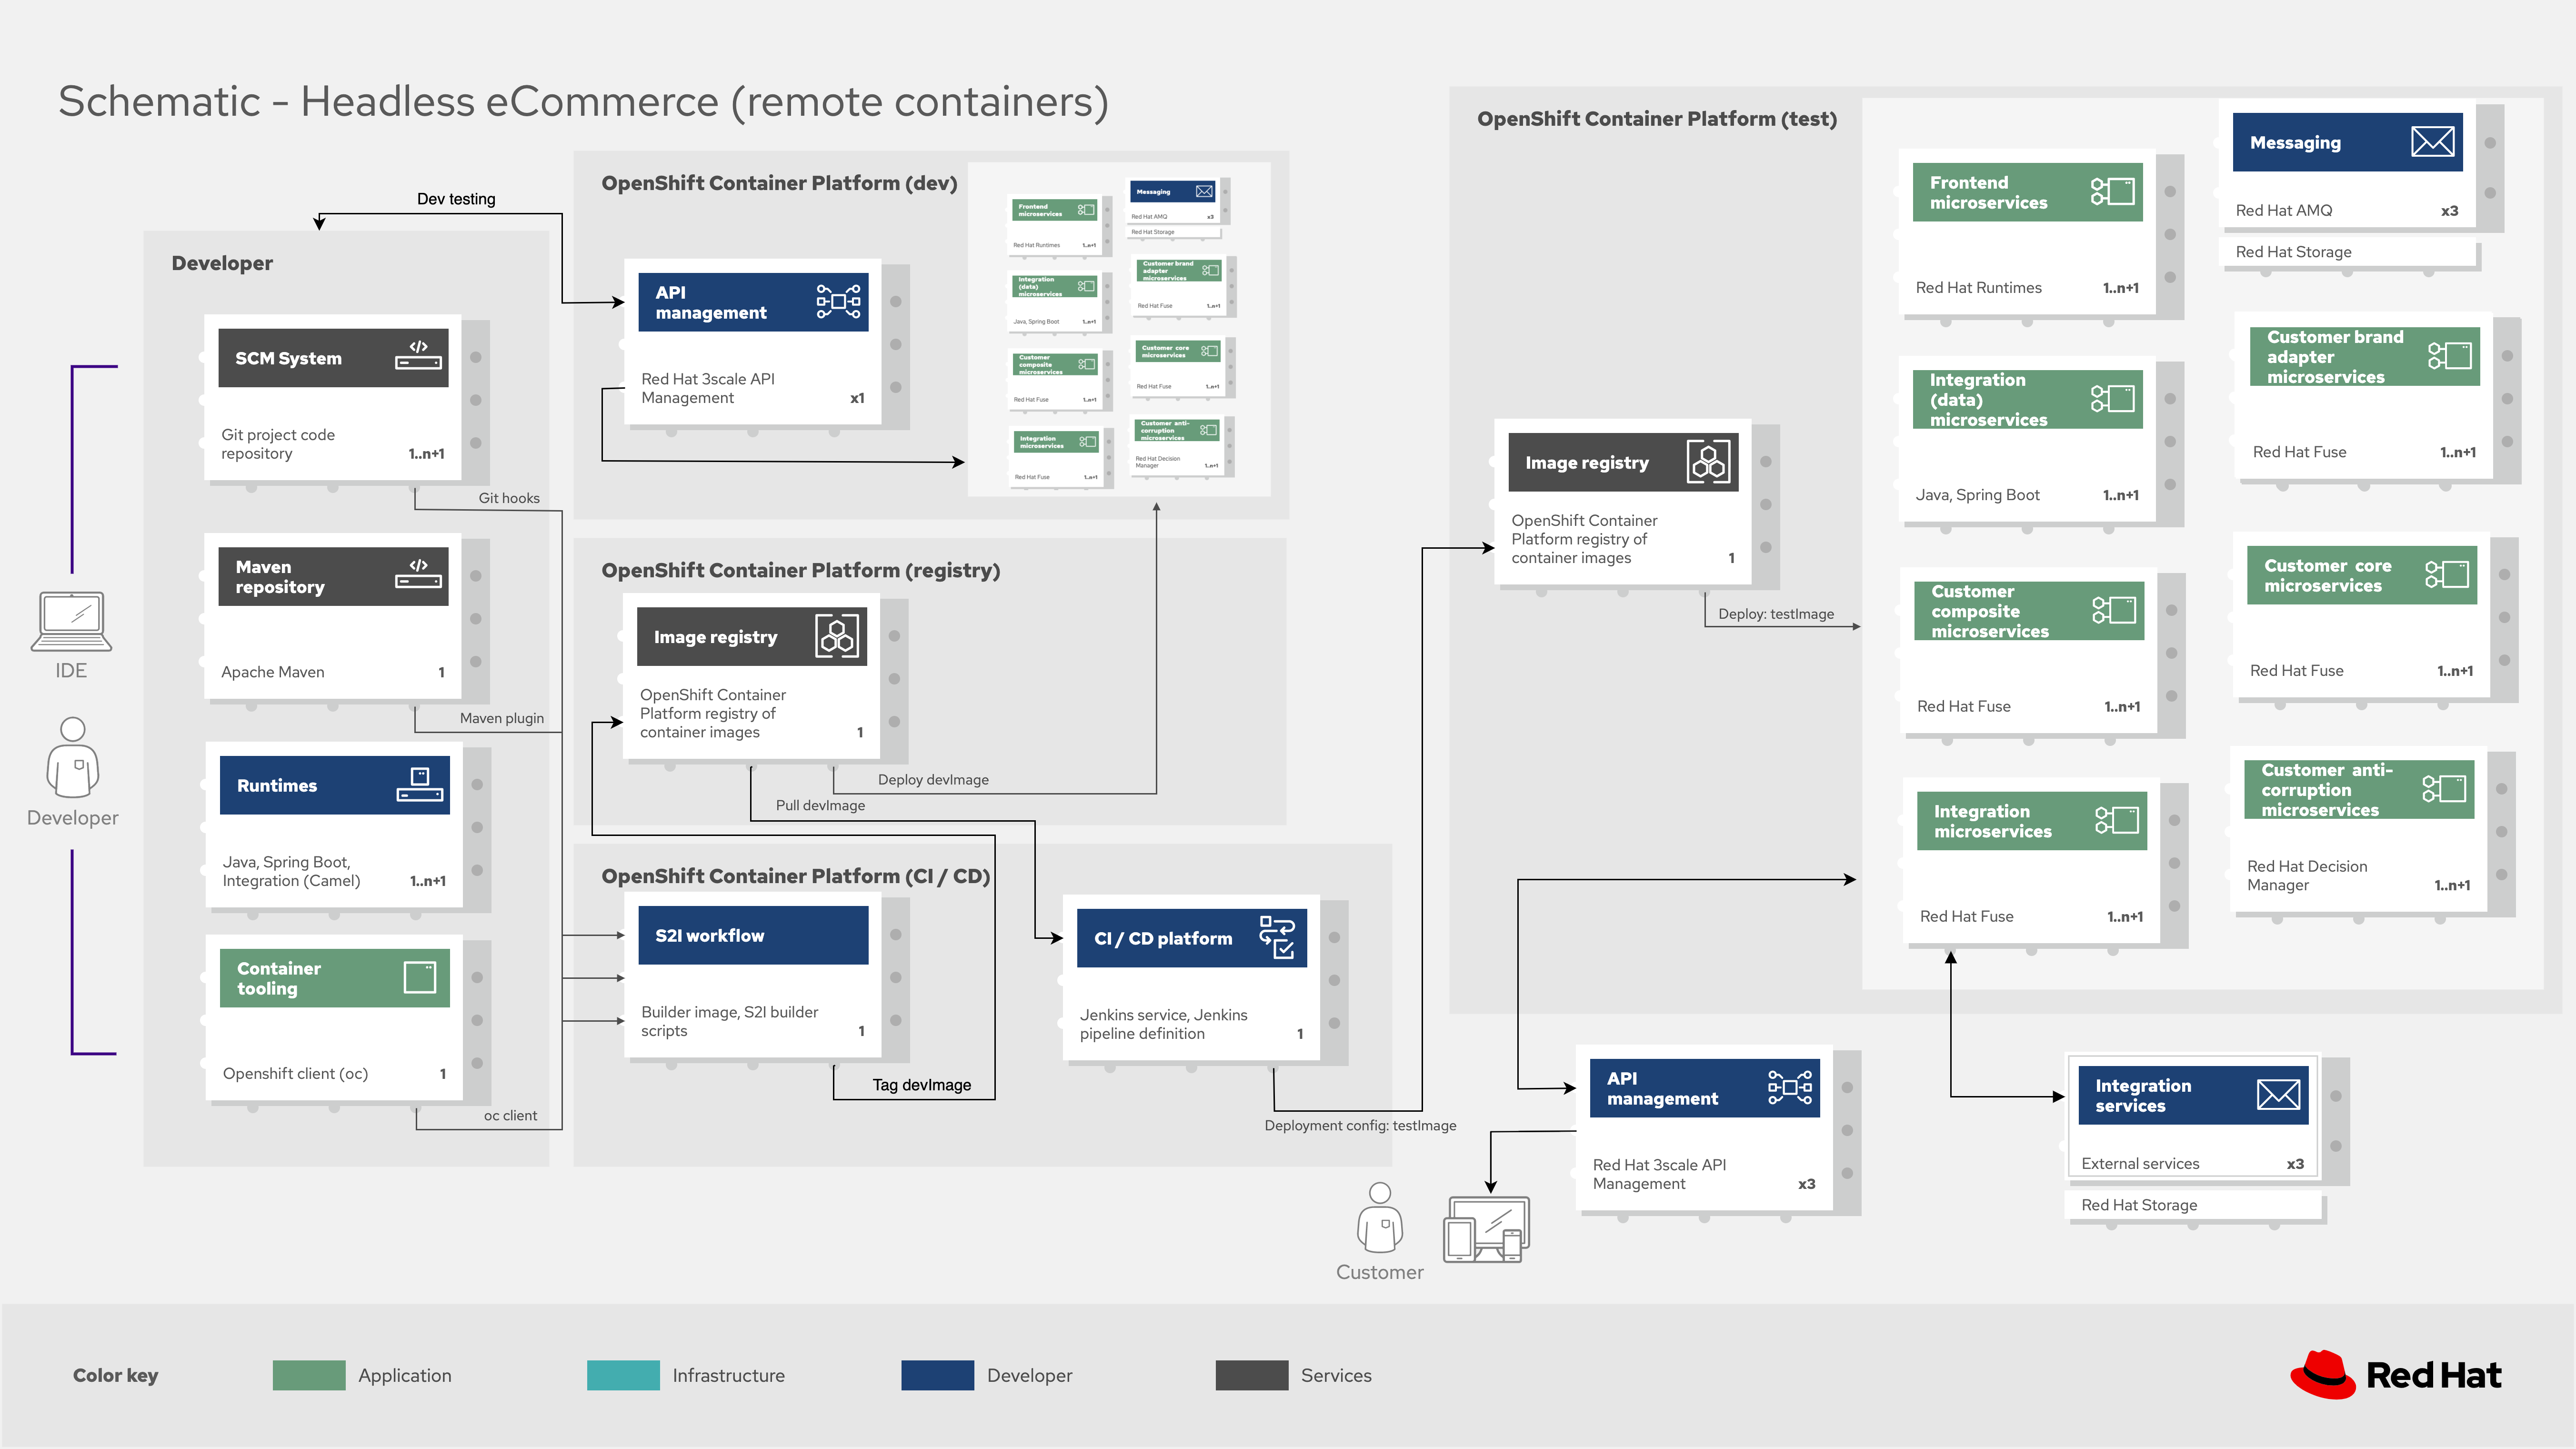 Schematic - Headless eCommerce (remote containers)
Dev testing
Developer
SCM System
Git project code
repository
1..n+1
Git hooks
Maven
repository
Apache Maven
1
Maven plugin
Runtimes
Java, Spring Boot,
Integration (Camel)
1..n+1
Container
tooling
Openshift client (oc)
1
oc client
IDE
Developer
OpenShift Container Platform (dev)
API
management
Red Hat 3scale API
Management
x1
Frontend
microservices
Red Hat Runtimes
1..n+1
Messaging
Red Hat AMQ
x3
Red Hat Storage
Integration
(data)
microservices
Java, Spring Boot
1..n+1
Customer brand
adapter
microservices
Red Hat Fuse
1..n+1
Customer
composite
microservices
Red Hat Fuse
1..n+1
Customer core
microservices
Red Hat Fuse
1..n+1
Integration
microservices
Red Hat Fuse
1..n+1
Customer anti-
corruption
microservices
Red Hat Decision
Manager
1..n+1
OpenShift Container Platform (registry)
Image registry
OpenShift Container
Platform registry of
container images
1
Deploy devImage
Pull devImage
OpenShift Container Platform (CI / CD)
S2I workflow
Builder image, S2I builder
scripts
1
Tag devImage
CI / CD platform
Jenkins service, Jenkins
pipeline definition
1
Deployment config: testImage
OpenShift Container Platform (test)
Image registry
OpenShift Container
Platform registry of
container images
1
Deploy: testImage
Frontend
microservices
Red Hat Runtimes
1..n+1
Messaging
Red Hat AMQ
x3
Red Hat Storage
Integration
(data)
microservices
Java, Spring Boot
1..n+1
Customer brand
adapter
microservices
Red Hat Fuse
1..n+1
Customer
composite
microservices
Red Hat Fuse
1..n+1
Customer core
microservices
Red Hat Fuse
1..n+1
Integration
microservices
Red Hat Fuse
1..n+1
Customer anti-
corruption
microservices
Red Hat Decision
Manager
1..n+1
API
management
Red Hat 3scale API
Management
x3
Integration
services
External services
x3
Red Hat Storage
Customer
Color key
Application
Infrastructure
Developer
Services
Red Hat